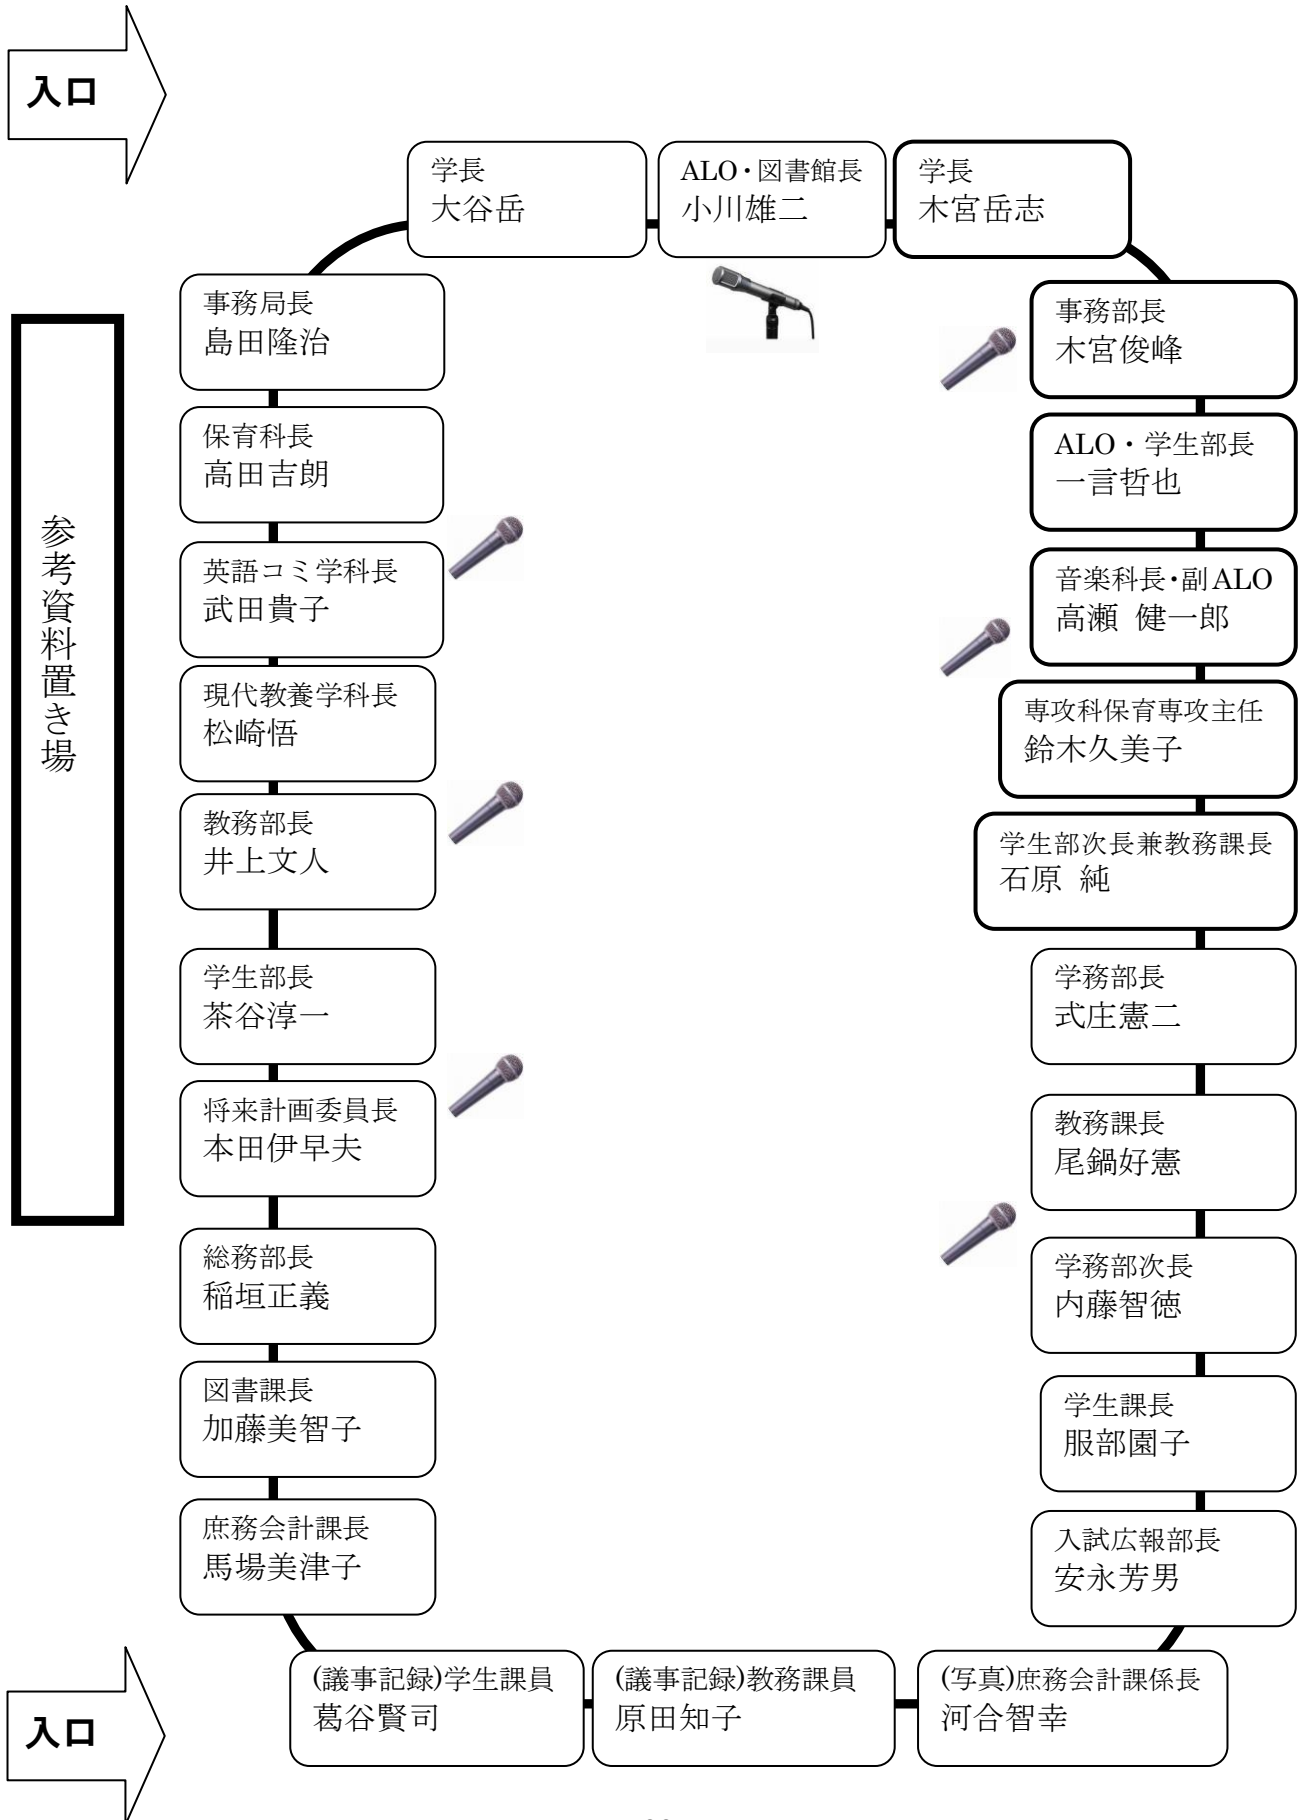 入口
学長
大谷岳
ALO・図書館長
小川雄二
学長
木宮岳志
事務局長
島田隆治
保育科長
高田吉朗
英語コミ学科長
武田貴子
現代教養学科長
松崎悟
教務部長
井上文人
学生部長
茶谷淳一
将来計画委員長
本田伊早夫
総務部長
稲垣正義
図書課長
加藤美智子
庶務会計課長
馬場美津子
事務部長
木宮俊峰
ALO・学生部長
一言哲也
音楽科長・副ALO
高瀬 健一郎
専攻科保育専攻主任
鈴木久美子
学生部次長兼教務課長
石原 純
学務部長
式庄憲二
教務課長
尾鍋好憲
学務部次長
内藤智徳
学生課長
服部園子
入試広報部長
安永芳男
参考資料置き場
(議事記録)学生課員
葛谷賢司
(議事記録)教務課員
原田知子
(写真)庶務会計課係長
河合智幸
入口